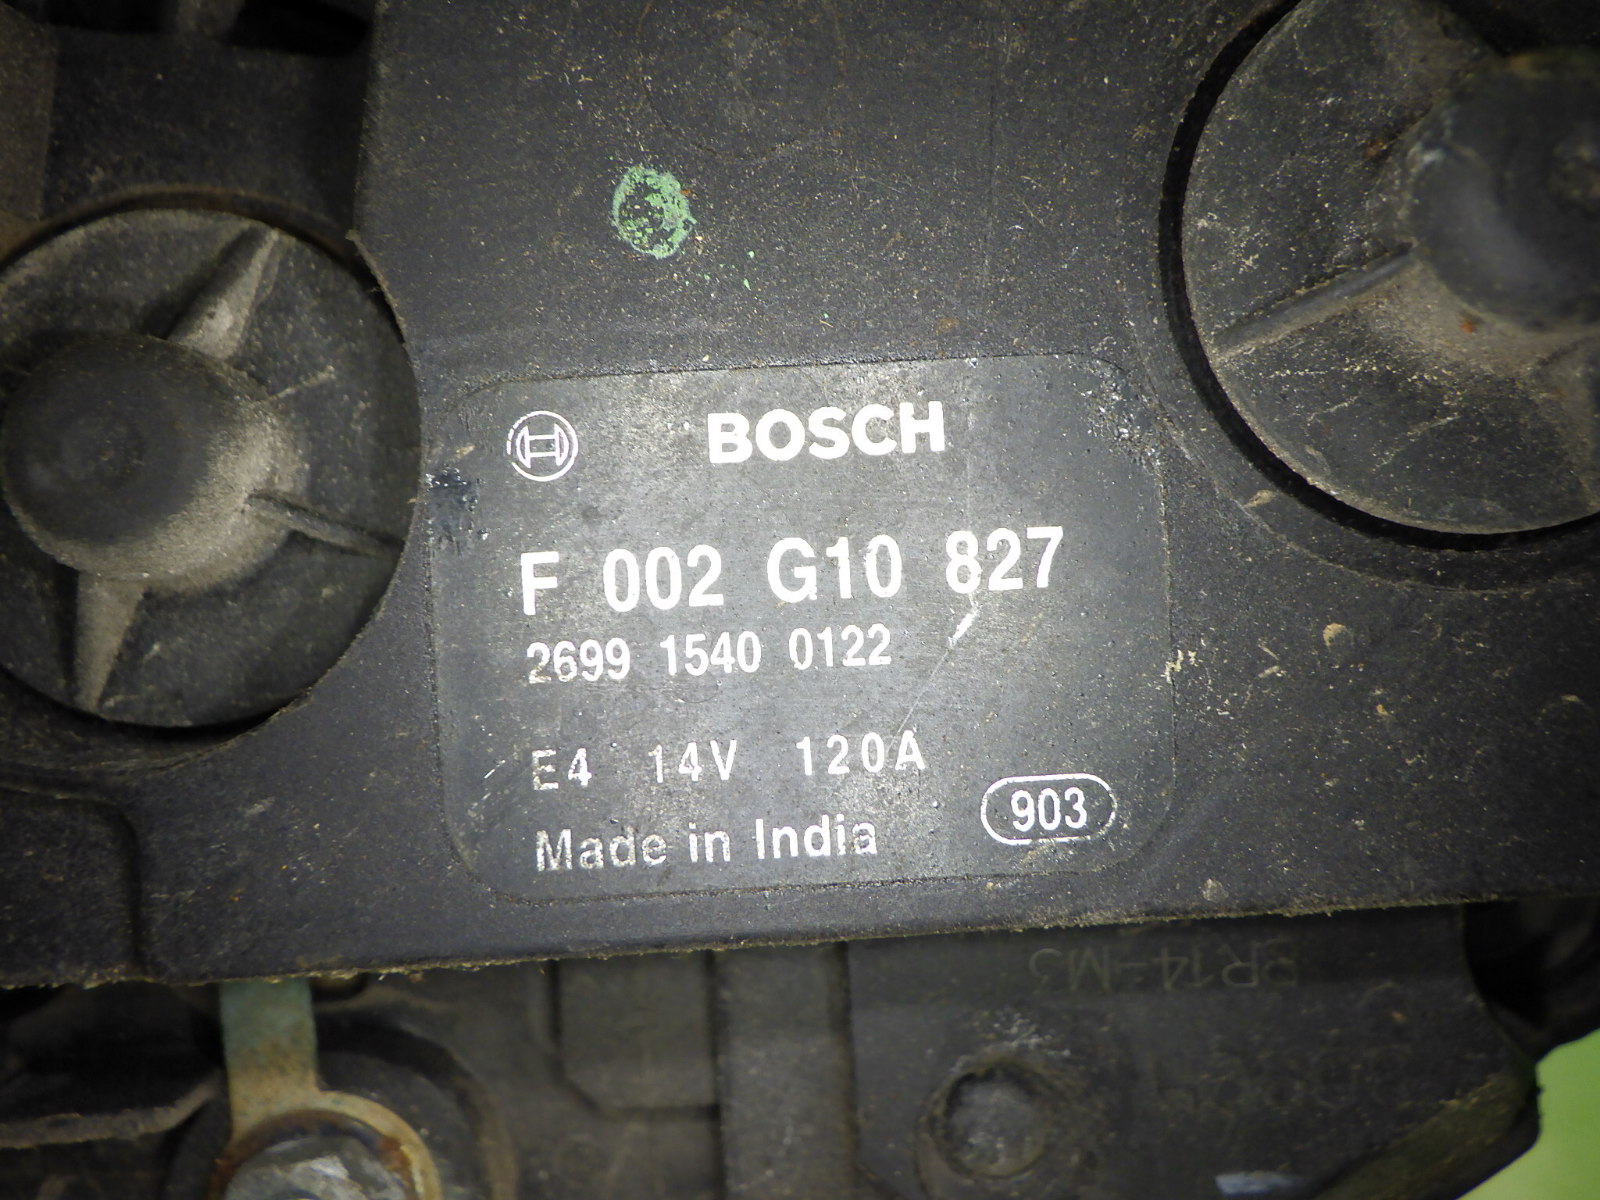 BOSCH
F 002 G10 827
2699 1540 0122
E4 14V 120A
Made in India
903